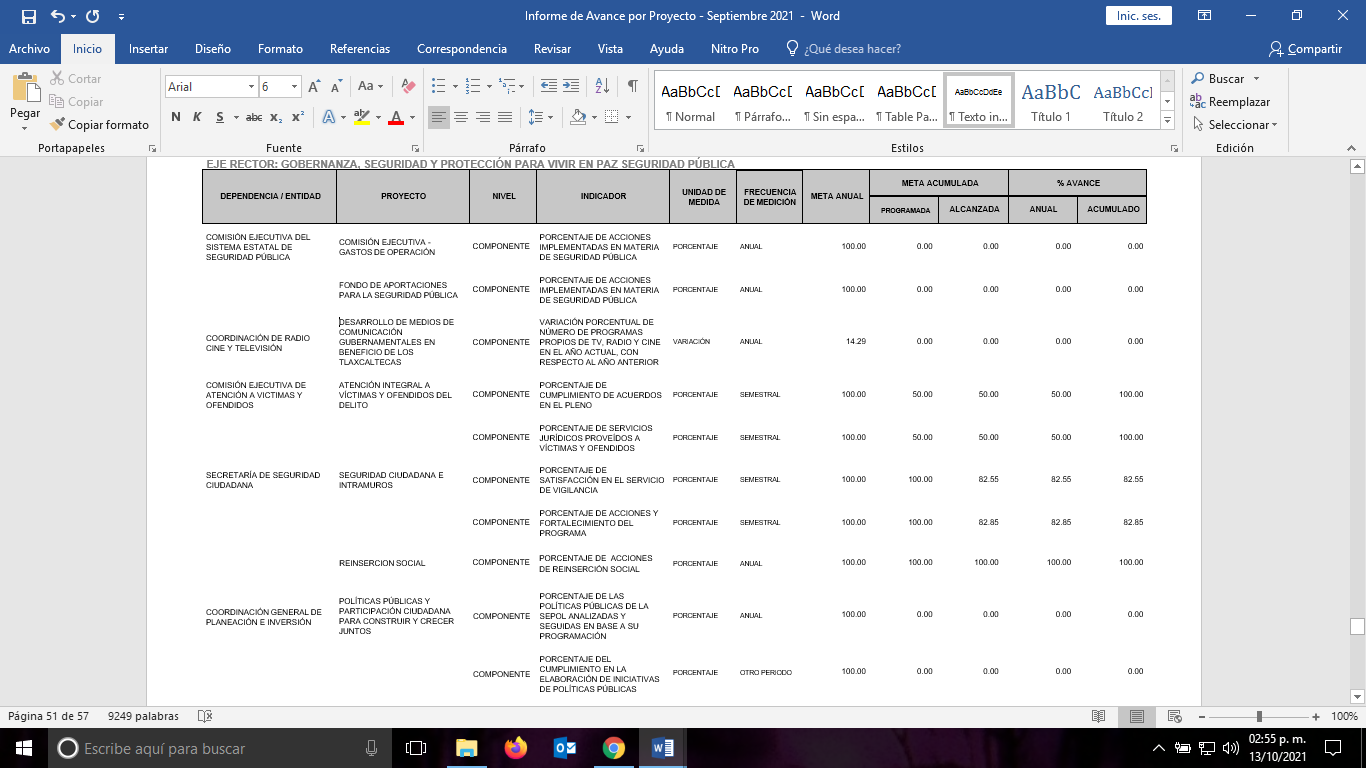 Informe de Avance por Proyecto - Septiembre 2021 - Word
Inic. ses.
Archivo Inicio Insertar Diseño Formato Referencias Correspondencia Revisar Vista Ayuda Nitro Pro ¿Qué desea hacer? Compartir
Pegar
Cortar
Copiar
Copiar formato
Portapapeles
Arial 6
Aa
N K S abc x₂ x²
Fuente
Párrafo
AaBbCcI AaBbCcD AaBbCcD AaBbCcD AaBbCcDdEe AaBbC AaBbCcI
¶ Normal ¶ Párrafo... ¶ Sin espa... ¶ Table Pa... ¶ Texto in... Título 1 Título 2
Estilos
Buscar
Reemplazar
Seleccionar
Edición
EJE RECTOR: GOBERNANZA, SEGURIDAD Y PROTECCIÓN PARA VIVIR EN PAZ SEGURIDAD PÚBLICA
DEPENDENCIA / ENTIDAD
PROYECTO
NIVEL
INDICADOR
UNIDAD DE
MEDIDA
FRECUENCIA
DE MEDICIÓN
META ANUAL
META ACUMULADA
PROGRAMADA ALCANZADA
% AVANCE
ANUAL ACUMULADO
COMISIÓN EJECUTIVA DEL
SISTEMA ESTATAL DE
SEGURIDAD PÚBLICA
COMISIÓN EJECUTIVA -
GASTOS DE OPERACIÓN
COMPONENTE
PORCENTAJE DE ACCIONES
IMPLEMENTADAS EN MATERIA
DE SEGURIDAD PÚBLICA
PORCENTAJE ANUAL 100.00 0.00 0.00 0.00 0.00
FONDO DE APORTACIONES
PARA LA SEGURIDAD PÚBLICA
COMPONENTE
PORCENTAJE DE ACCIONES
IMPLEMENTADAS EN MATERIA
DE SEGURIDAD PÚBLICA
PORCENTAJE ANUAL 100.00 0.00 0.00 0.00 0.00
COORDINACIÓN DE RADIO
CINE Y TELEVISIÓN
DESARROLLO DE MEDIOS DE
COMUNICACIÓN
GUBERNAMENTALES EN
BENEFICIO DE LOS
TLAXCALTECAS
COMPONENTE
VARIACIÓN PORCENTUAL DE
NÚMERO DE PROGRAMAS
PROPIOS DE TV, RADIO Y CINE
EN EL AÑO ACTUAL, CON
RESPECTO AL AÑO ANTERIOR
VARIACIÓN ANUAL 14.29 0.00 0.00 0.00 0.00
COMISIÓN EJECUTIVA DE
ATENCIÓN A VICTIMAS Y
OFENDIDOS
ATENCIÓN INTEGRAL A
VÍCTIMAS Y OFENDIDOS DEL
DELITO
COMPONENTE
PORCENTAJE DE
CUMPLIMIENTO DE ACUERDOS
EN EL PLENO
PORCENTAJE SEMESTRAL 100.00 50.00 50.00 50.00 100.00
COMPONENTE
PORCENTAJE DE SERVICIOS
JURÍDICOS PROVEÍDOS A
VÍCTIMAS Y OFENDIDOS
PORCENTAJE SEMESTRAL 100.00 50.00 50.00 50.00 100.00
SECRETARÍA DE SEGURIDAD
CIUDADANA
SEGURIDAD CIUDADANA E
INTRAMUROS
COMPONENTE
PORCENTAJE DE
SATISFACCIÓN EN EL SERVICIO
DE VIGILANCIA
PORCENTAJE SEMESTRAL 100.00 100.00 82.55 82.55 82.55
COMPONENTE
PORCENTAJE DE ACCIONES Y
FORTALECIMIENTO DEL
PROGRAMA
PORCENTAJE SEMESTRAL 100.00 100.00 82.85 82.85 82.85
REINSERCION SOCIAL
COMPONENTE
PORCENTAJE DE ACCIONES
DE REINSERCIÓN SOCIAL
PORCENTAJE ANUAL 100.00 100.00 100.00 100.00 100.00
COORDINACIÓN GENERAL DE
PLANEACIÓN E INVERSIÓN
POLÍTICAS PÚBLICAS Y
PARTICIPACIÓN CIUDADANA
PARA CONSTRUIR Y CRECER
JUNTOS
COMPONENTE
PORCENTAJE DE LAS
POLÍTICAS PÚBLICAS DE LA
SEPOL ANALIZADAS Y
SEGUIDAS EN BASE A SU
PROGRAMACIÓN
PORCENTAJE ANUAL 100.00 0.00 0.00 0.00 0.00
COMPONENTE
PORCENTAJE DEL
CUMPLIMIENTO EN LA
ELABORACIÓN DE INICIATIVAS
DE POLÍTICAS PÚBLICAS
PORCENTAJE OTRO PERIODO 100.00 0.00 0.00 0.00 0.00
Página 51 de 57 9249 palabras 100%
Escribe aquí para buscar
02:55 p. m.
13/10/2021